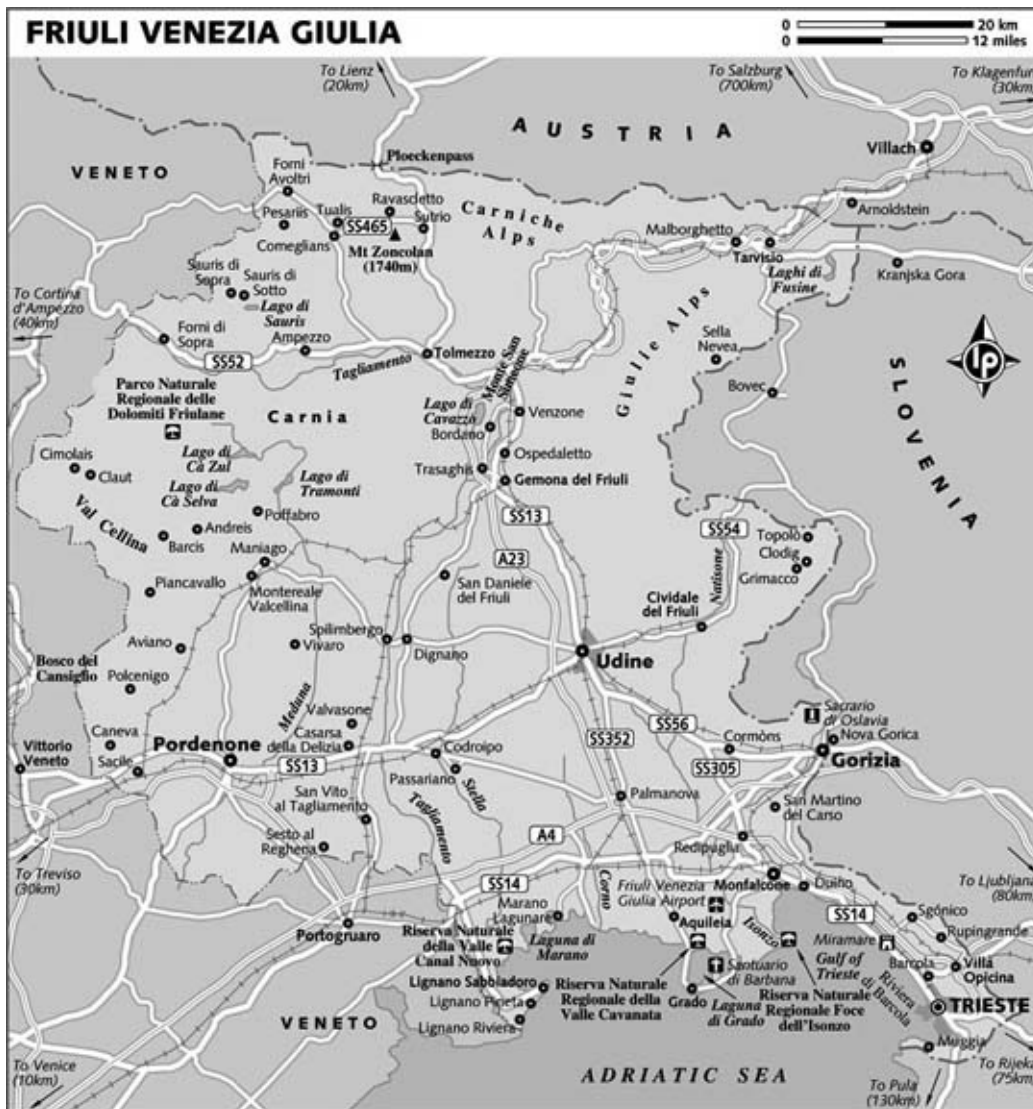 FRIULI VENEZIA GIULIA
0 20 km
0 12 miles
To Lienz
(20km)
To Salzburg
(700km)
To Klagenfurt
(30km)
AUSTRIA
Villach
VENETO
Ploeckenpass
Forni
Avoltri
Ravascletto
Pesariis
Tualis
SS465
Sutrio
Comeglians
Mt Zoncolan
(1740m)
Carniche
Alps
Arnoldstein
Malborghetto
Tarvisio
Laghi di
Fusine
Kranjska Gora
Sauris di
Sopra
Sauris di
Sotto
Lago di
Sauris
To Cortina
d'Ampezzo
(40km)
Forni di
Sopra
Ampezzo
SS52
Tagliamento
Tolmezzo
Monte San
Simeone
Giulie Alps
Sella
Nevea
Bovec
SLOVENIA
lp
Parco Naturale
Regionale delle
Dolomiti Friulane
Carnia
Lago di
Cavazzo
Bordano
Venzone
Ospedaletto
Trasaghis
Gemona del Friuli
Cimolais
Claut
Lago di
Cà Zul
Lago di
Cà Selva
Lago di
Tramonti
Val Cellina
Poffabro
Andreis
Barcis
Maniago
Piancavallo
Montereale
Valcellina
SS13
A23
SS54
Topolò
Clodig
Grimacco
San Daniele
del Friuli
Natisone
Cividale
del Friuli
Aviano
Vivaro
Spilimbergo
Dignano
Udine
Bosco del
Cansiglio
Polcenigo
Meduna
Valvasone
Casarsa
della Delizia
Caneva
Pordenone
Vittorio
Veneto
Sacile
SS13
Codroipo
Passariano
Stella
SS56
SS352
Cormòns
SS305
Sacrario
di Oslavia
Nova Gorica
Gorizia
San Vito
al Tagliamento
Tagliamento
Palmanova
San Martino
del Carso
Sesto al
Reghena
A4
Redipuglia
To Treviso
(30km)
SS14
Corno
Friuli Venezia
Giulia Airport
Monfalcone
Duino
To Ljubljana
(80km)
Marano
Lagunare
Portogruaro
Riserva Naturale
della Valle
Canal Nuovo
Laguna di
Marano
Aquileia
Isonzo
SS14
Sgónico
Rupingrande
Miramare
Gulf of
Trieste
Barcola
Villa
Opicina
Riviera
di Barcola
Lignano Sabbiadoro
Lignano Pineta
Lignano Riviera
Riserva Naturale
Regionale della
Valle Cavanata
Santuario
di Barbana
Grado
Laguna
di Grado
Riserva Naturale
Regionale Foce
dell'Isonzo
TRIESTE
VENETO
Muggia
To Venice
(10km)
ADRIATIC SEA
To Pula
(130km)
To Rijeka
(75km)